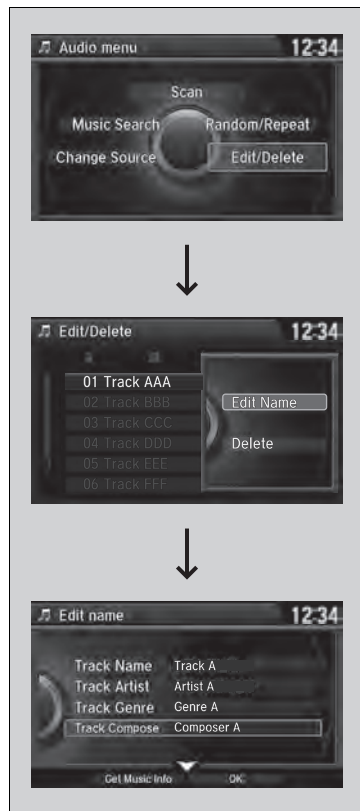 Audio menu 12:34
Scan
Music Search Random/Repeat
Change Source Edit/Delete
Edit/Delete 12:34
01 Track AAA
02 Track BBB
Edit Name
03 Track CCC
04 Track DDD
Delete
05 Track EEE
06 Track FFF
Edit name 12:34
Track Name Track A
Track Artist Artist A
Track Genre Genre A
Track Compose Composer A
Get Music Info OK